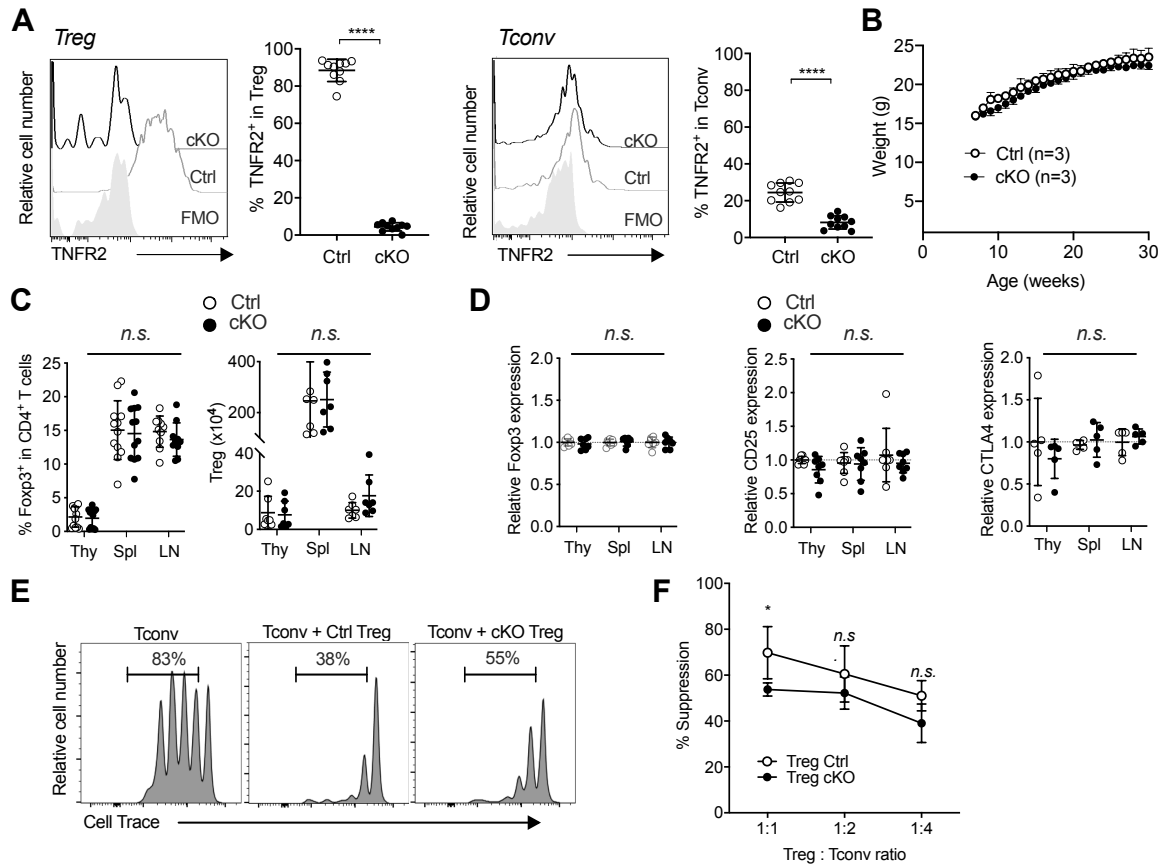 A
Treg
Relative cell number
cKO
Ctrl
FMO
TNFR2
% TNFR2+ in Treg
100
80
60
40
20
0
****
Ctrl cKO
Tconv
Relative cell number
cKO
Ctrl
FMO
TNFR2
% TNFR2+ in Tconv
100
80
60
40
20
0
****
Ctrl cKO
B
Weight (g)
25
20
15
10
5
Ctrl (n=3)
cKO (n=3)
0 10 20 30
Age (weeks)
C
Ctrl
cKO
n.s.
% Foxp3+ in CD4+ T cells
25
20
15
10
5
0
Thy Spl LN
n.s.
Treg (x10⁴)
400
200
40
20
0
Thy Spl LN
D
Ctrl
cKO
n.s.
Relative Foxp3 expression
2.0
1.5
1.0
0.5
0.0
Thy Spl LN
n.s.
Relative CD25 expression
2.5
2.0
1.5
1.0
0.5
0.0
Thy Spl LN
n.s.
Relative CTLA4 expression
2.0
1.5
1.0
0.5
0.0
Thy Spl LN
E
Relative cell number
Tconv
83%
Tconv + Ctrl Treg
38%
Tconv + cKO Treg
55%
Cell Trace
F
% Suppression
100
80
60
40
20
0
*
n.s
n.s.
Treg Ctrl
Treg cKO
1:1 1:2 1:4
Treg : Tconv ratio